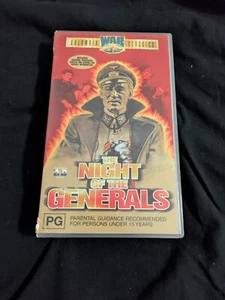 COLUMBIA WAR CLASSICS
THE
NIGHT
OF THE
GENERALS
PG
PARENTAL GUIDANCE RECOMMENDED
FOR PERSONS UNDER 15 YEARS